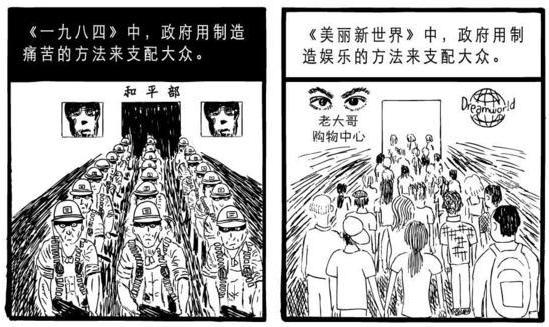 《一九八四》中，政府用制造
痛苦的方法来支配大众。
和平部
《美丽新世界》中，政府用制
造娱乐的方法来支配大众。
老大哥
购物中心
Dreamworld